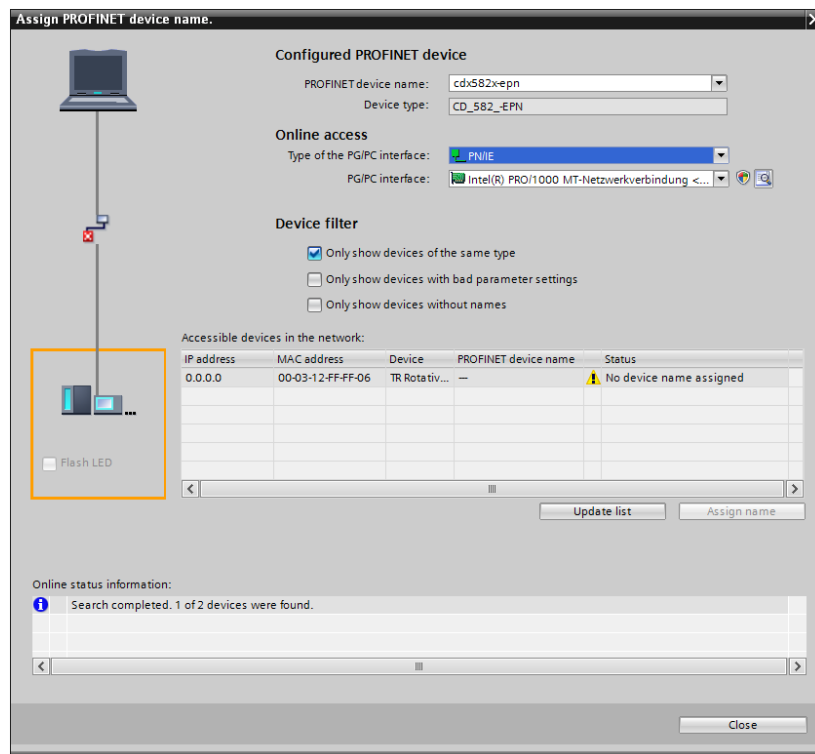 Assign PROFINET device name.
Configured PROFINET device
PROFINET device name: cdx582x-epn
Device type: CD_582_-EPN
Online access
Type of the PG/PC interface: PN/IE
PG/PC interface: Intel(R) PRO/1000 MT-Netzwerkverbindung <...
Device filter
Only show devices of the same type
Only show devices with bad parameter settings
Only show devices without names
Accessible devices in the network:
IP address MAC address Device PROFINET device name Status
0.0.0.0 00-03-12-FF-FF-06 TR Rotativ... — No device name assigned
Flash LED
Update list Assign name
Online status information:
Search completed. 1 of 2 devices were found.
Close